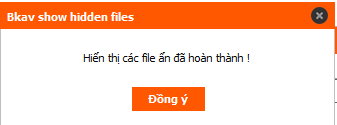 Bkav show hidden files
Hiển thị các file ẩn đã hoàn thành !
Đồng ý